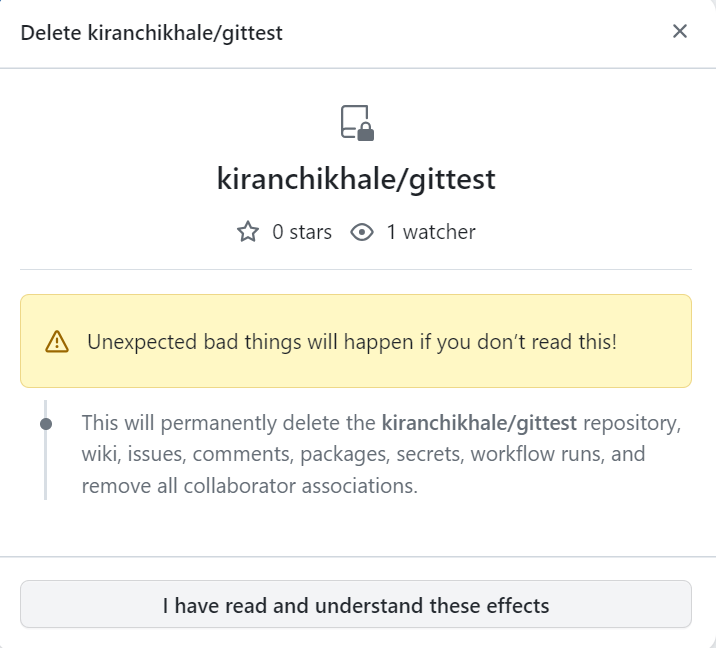 Delete kiranchikhale/gittest
kiranchikhale/gittest
0 stars 1 watcher
Unexpected bad things will happen if you don’t read this!
This will permanently delete the kiranchikhale/gittest repository,
wiki, issues, comments, packages, secrets, workflow runs, and
remove all collaborator associations.
I have read and understand these effects